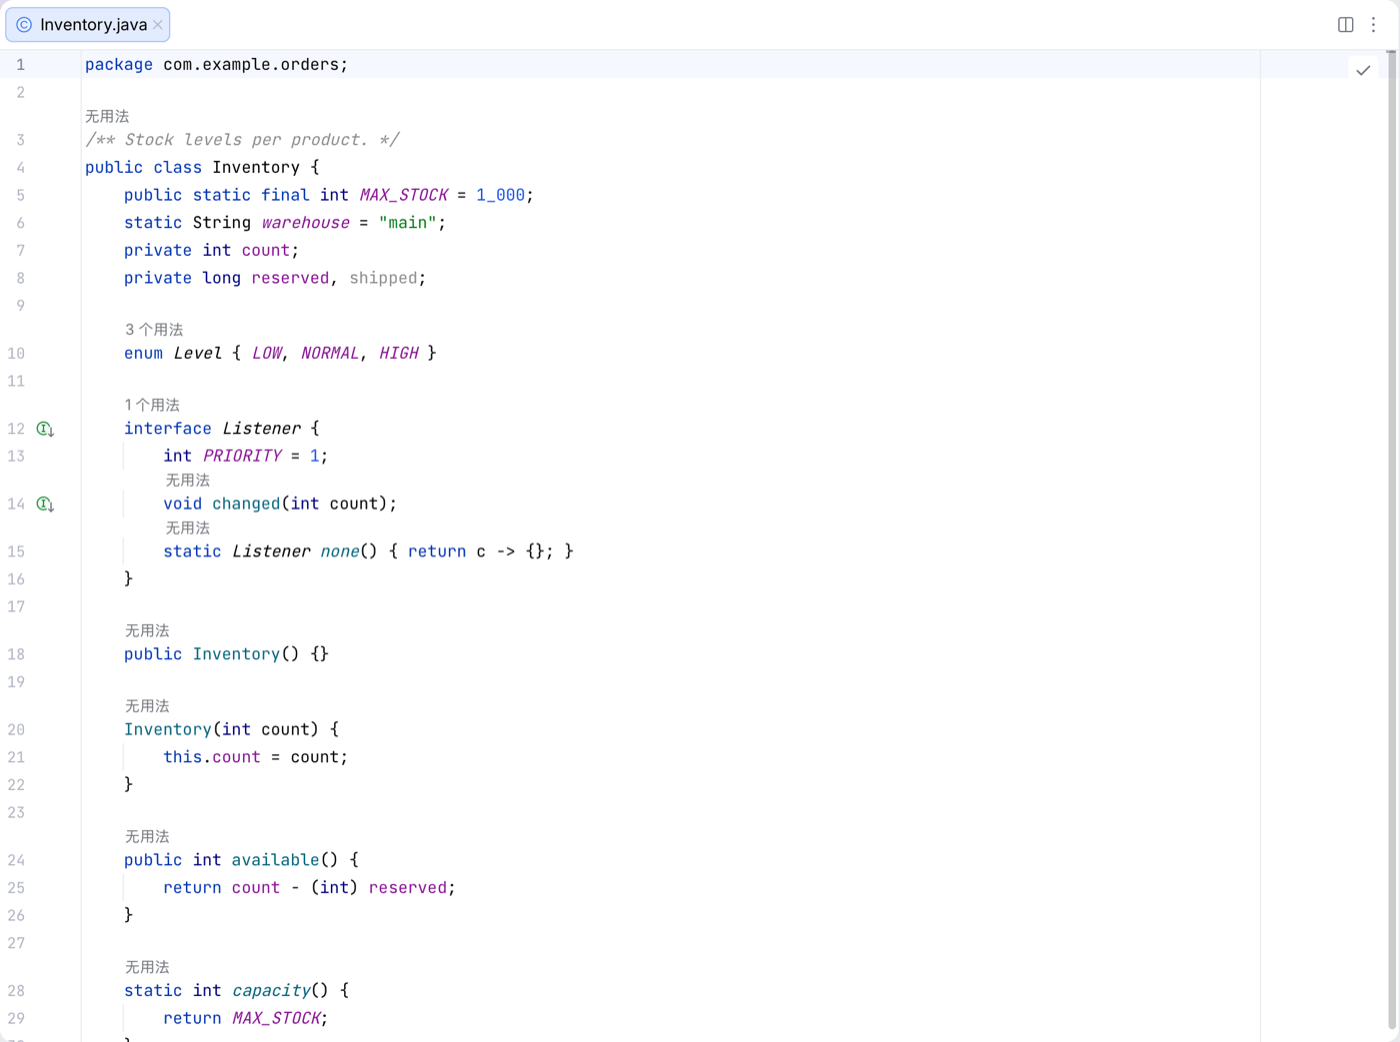 Inventory.java
1 package com.example.orders;
2
无用法
3 /** Stock levels per product. */
4 public class Inventory {
5 public static final int MAX_STOCK = 1_000;
6 static String warehouse = "main";
7 private int count;
8 private long reserved, shipped;
9
3 个用法
10 enum Level { LOW, NORMAL, HIGH }
11
1 个用法
12 interface Listener {
13 int PRIORITY = 1;
无用法
14 void changed(int count);
无用法
15 static Listener none() { return c -> {}; }
16 }
17
无用法
18 public Inventory() {}
19
无用法
20 Inventory(int count) {
21 this.count = count;
22 }
23
无用法
24 public int available() {
25 return count - (int) reserved;
26 }
27
无用法
28 static int capacity() {
29 return MAX_STOCK;